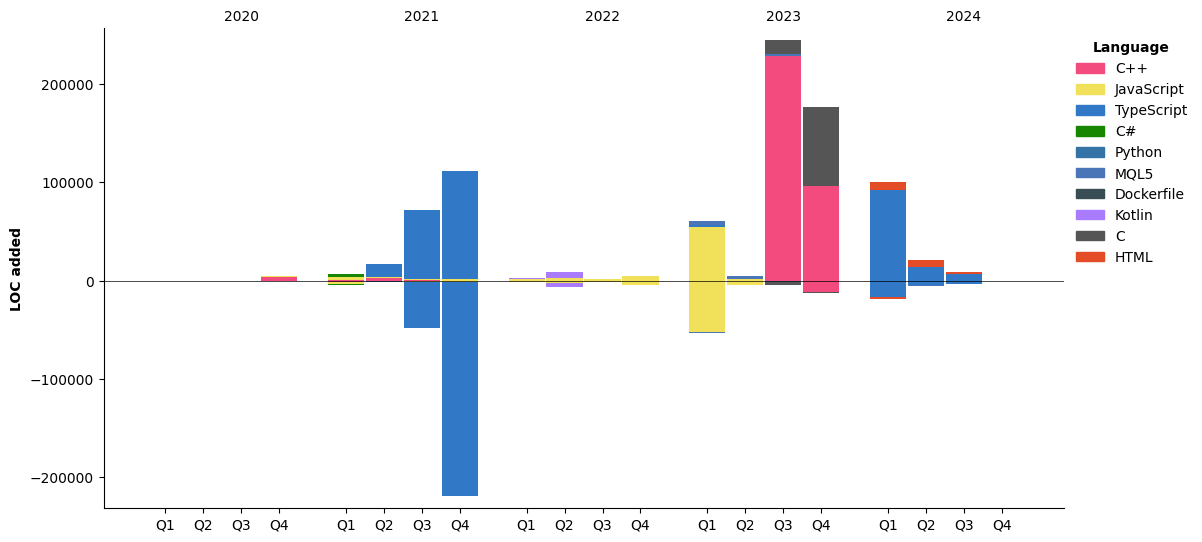 2020 2021 2022 2023 2024
LOC added
200000
100000
0
−100000
−200000
Q1 Q2 Q3 Q4 Q1 Q2 Q3 Q4 Q1 Q2 Q3 Q4 Q1 Q2 Q3 Q4 Q1 Q2 Q3 Q4
Language
C++
JavaScript
TypeScript
C#
Python
MQL5
Dockerfile
Kotlin
C
HTML